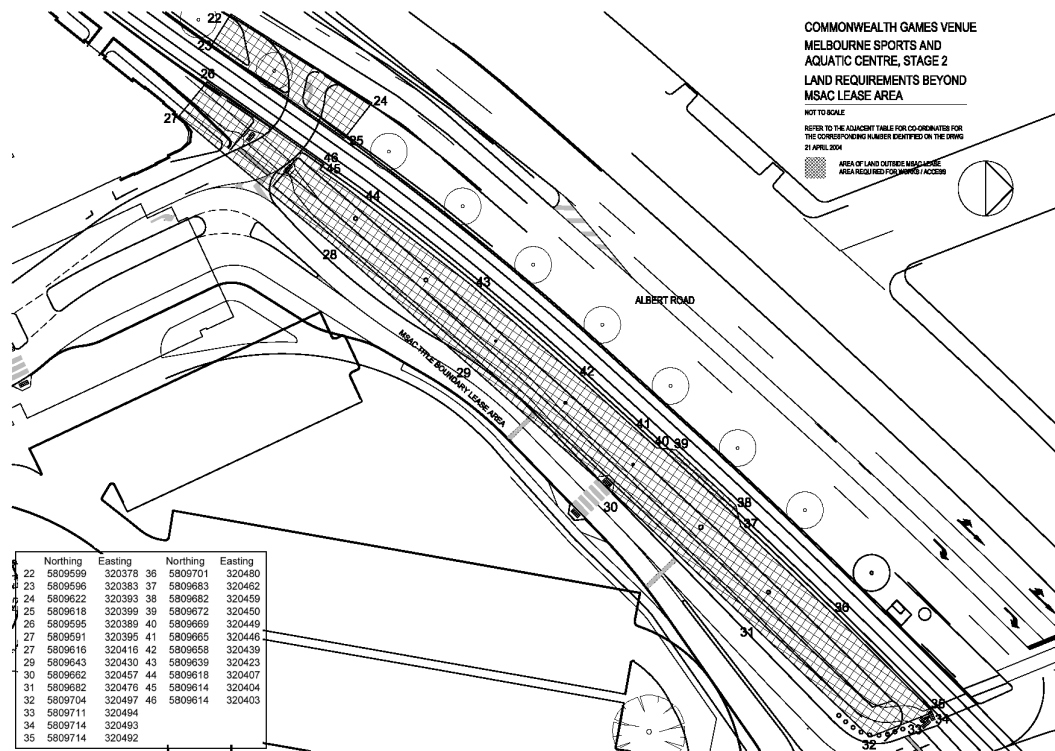 COMMONWEALTH GAMES VENUE
MELBOURNE SPORTS AND
AQUATIC CENTRE, STAGE 2
LAND REQUIREMENTS BEYOND
MSAC LEASE AREA
NOT TO SCALE
REFER TO THE ADJACENT TABLE FOR CO-ORDINATES FOR
THE CORRESPONDING NUMBER IDENTIFIED ON THE DRWG
21 APRIL 2004
AREA OF LAND OUTSIDE MSAC LEASE
AREA REQUIRED FOR WORKS / ACCESS
22
23
24
25
26
27
46
45
44
28
43
ALBERT ROAD
MSAC TITLE BOUNDARY LEASE AREA
29
42
41
40 39
38
37
30
36
31
35
34
33
32
Northing Easting Northing Easting
22 5809599 320378 36 5809701 320480
23 5809596 320383 37 5809683 320462
24 5809622 320393 38 5809682 320459
25 5809618 320399 39 5809672 320450
26 5809595 320389 40 5809669 320449
27 5809591 320395 41 5809665 320446
27 5809616 320416 42 5809658 320439
29 5809643 320430 43 5809639 320423
30 5809662 320457 44 5809618 320407
31 5809682 320476 45 5809614 320404
32 5809704 320497 46 5809614 320403
33 5809711 320494
34 5809714 320493
35 5809714 320492